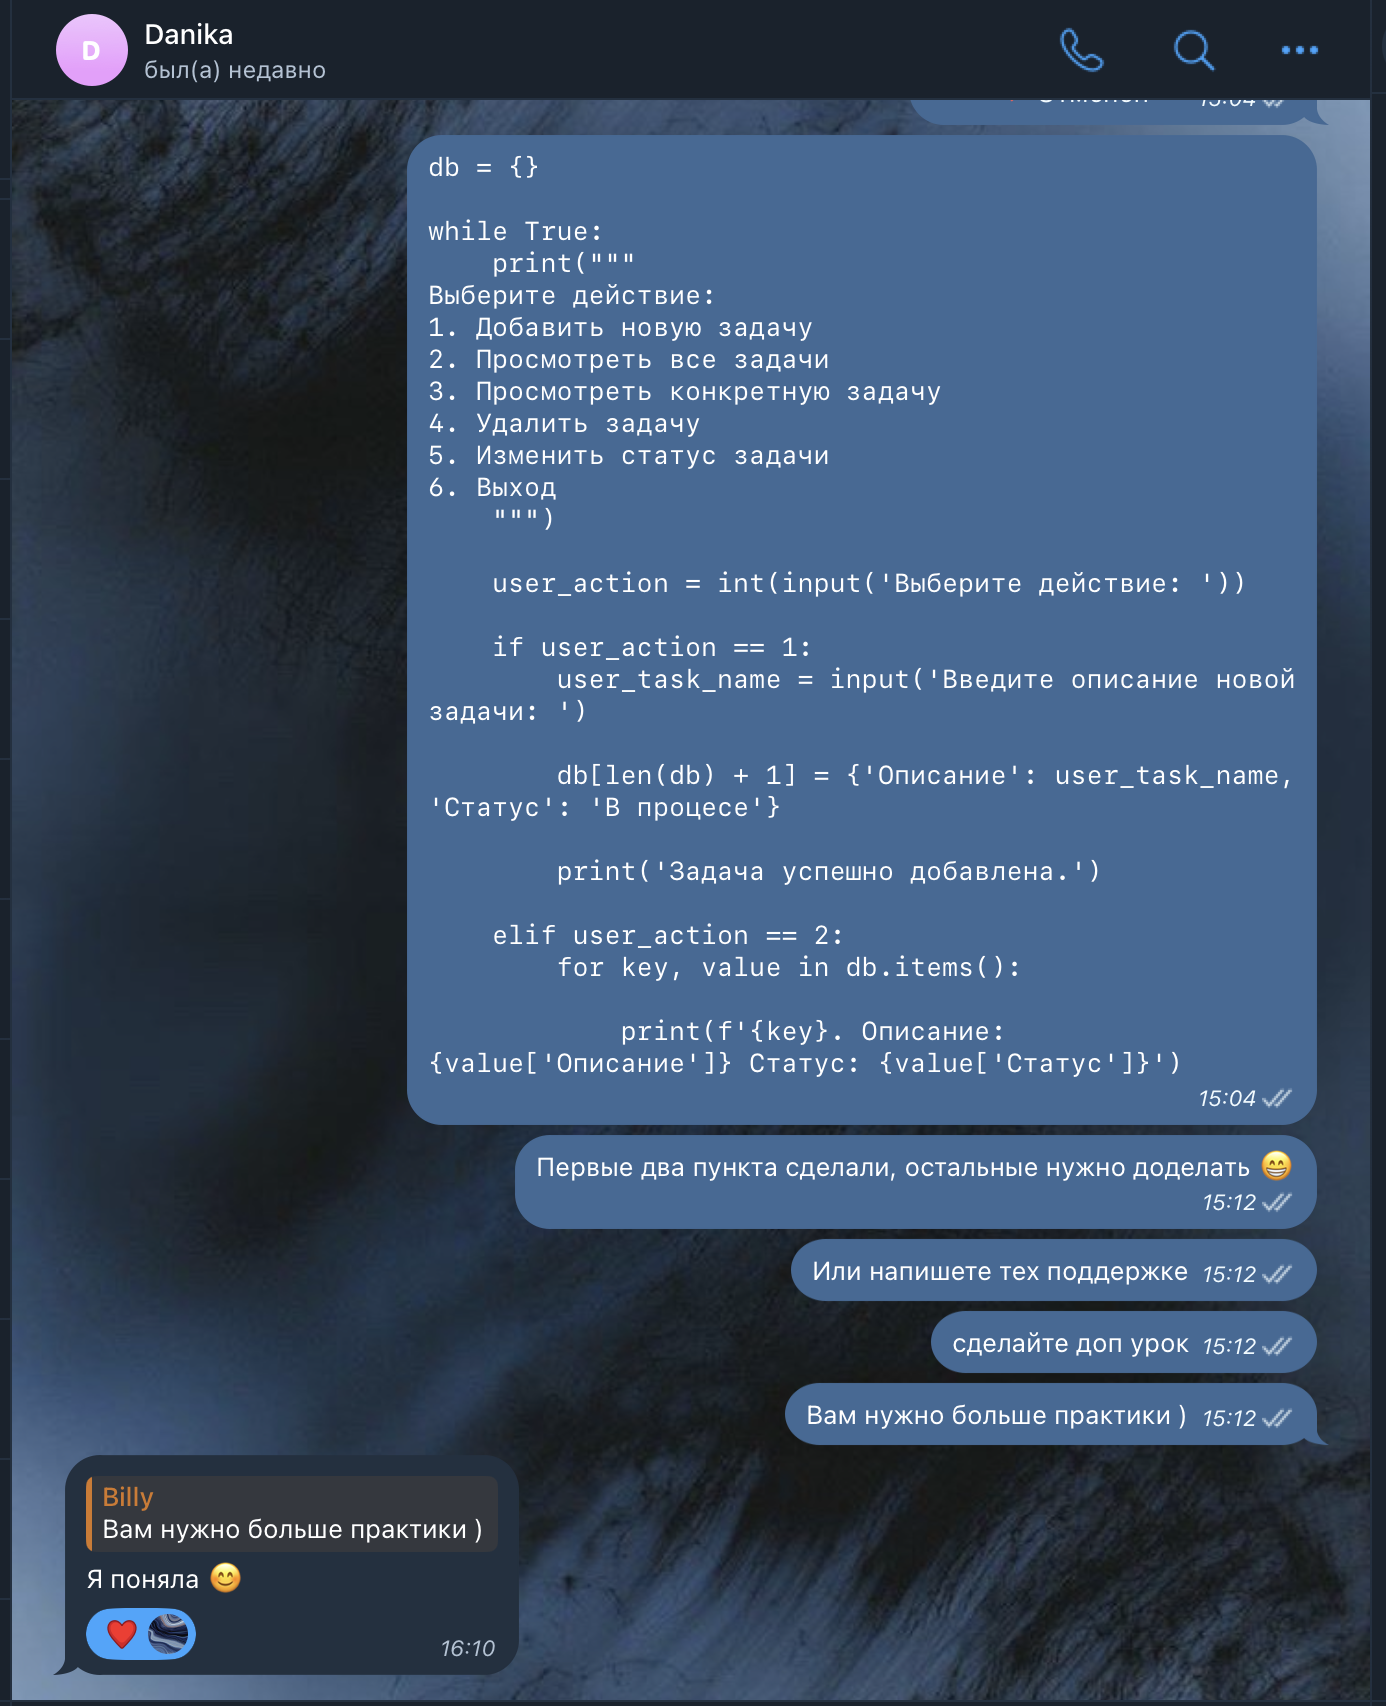 D
Danika
был(а) недавно
15:04
db = {}
while True:
print("""
Выберите действие:
1. Добавить новую задачу
2. Просмотреть все задачи
3. Просмотреть конкретную задачу
4. Удалить задачу
5. Изменить статус задачи
6. Выход
""")
user_action = int(input('Выберите действие: '))
if user_action == 1:
user_task_name = input('Введите описание новой
задачи: ')
db[len(db) + 1] = {'Описание': user_task_name,
'Статус': 'В процесе'}
print('Задача успешно добавлена.')
elif user_action == 2:
for key, value in db.items():
print(f'{key}. Описание:
{value['Описание']} Статус: {value['Статус']}')
15:04
Первые два пункта сделали, остальные нужно доделать 😁
15:12
Или напишете тех поддержке 15:12
сделайте доп урок 15:12
Вам нужно больше практики ) 15:12
Billy
Вам нужно больше практики )
Я поняла 😊
❤️
16:10